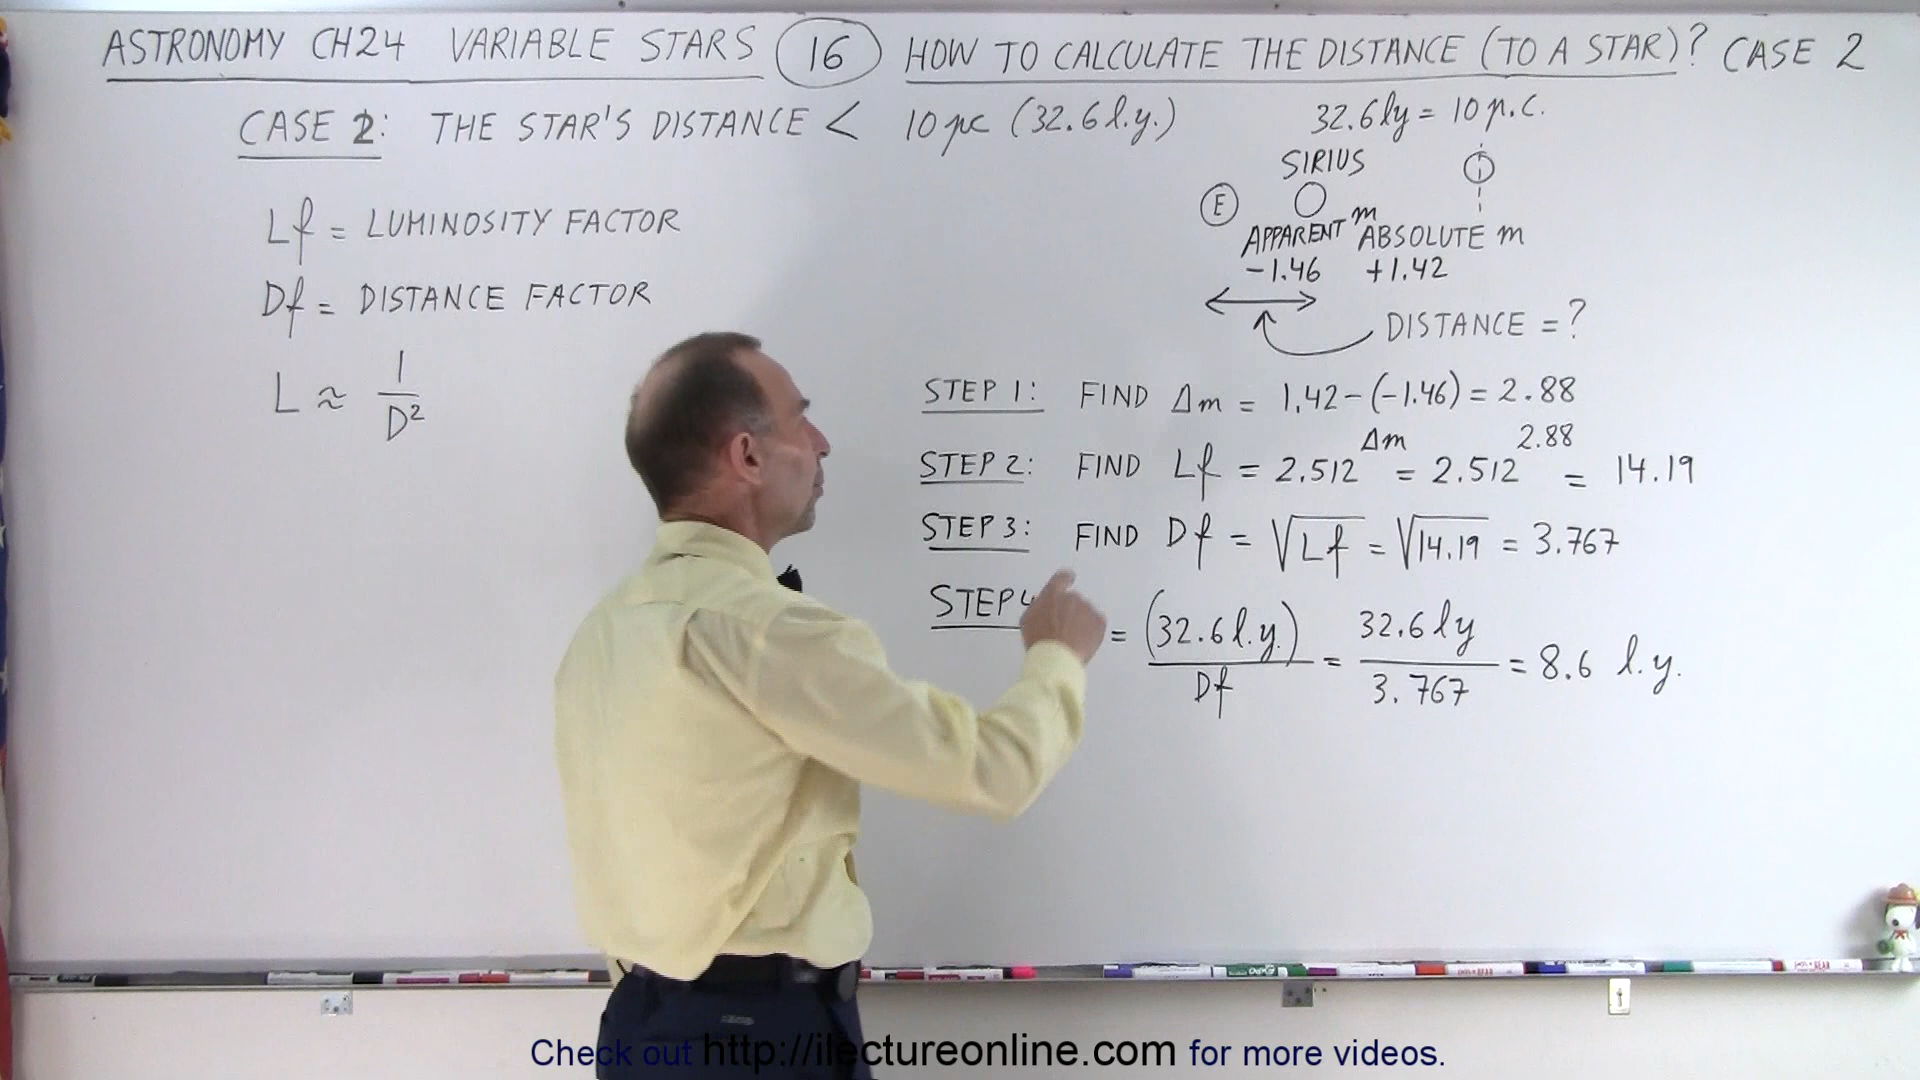 ASTRONOMY CH24 VARIABLE STARS 16 HOW TO CALCULATE THE DISTANCE (TO A STAR)? CASE 2
CASE 2: THE STAR'S DISTANCE < 10 pc (32.6 l.y.)
Lf = LUMINOSITY FACTOR
Df = DISTANCE FACTOR
L ≈ 1/D²
32.6 ly = 10 p.c.
SIRIUS
E
APPARENT m ABSOLUTE m
-1.46 +1.42
DISTANCE = ?
STEP 1: FIND Δm = 1.42-(-1.46) = 2.88
STEP 2: FIND Lf = 2.512^Δm = 2.512^2.88 = 14.19
STEP 3: FIND Df = √Lf = √14.19 = 3.767
STEP 4 = (32.6 l.y.)/Df = 32.6 ly/3.767 = 8.6 l.y.
Check out http://ilectureonline.com for more videos.